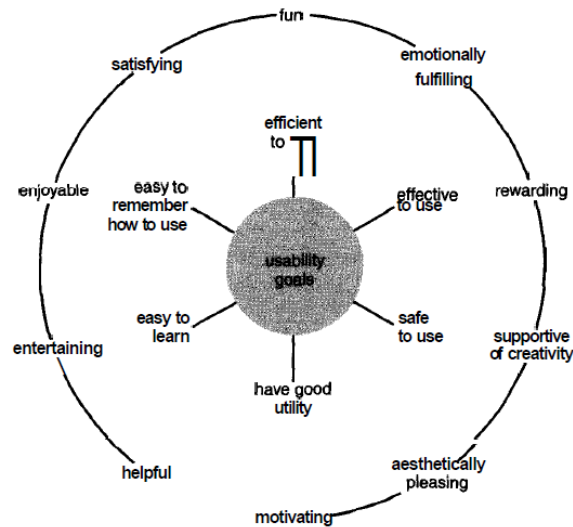 fun
emotionally
fulfilling
satisfying
efficient
to
enjoyable
easy to
remember
how to use
effective
to use
rewarding
usability
goals
easy to
learn
safe
to use
entertaining
supportive
of creativity
have good
utility
helpful
aesthetically
pleasing
motivating